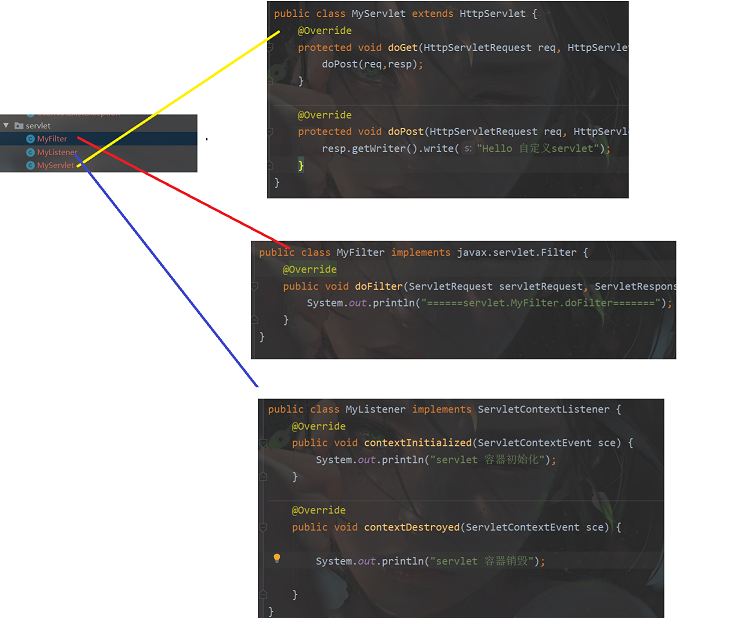 public class MyServlet extends HttpServlet {
@Override
protected void doGet(HttpServletRequest req, HttpServlet
doPost(req,resp);
}
@Override
protected void doPost(HttpServletRequest req, HttpServle
resp.getWriter().write( s: "Hello 自定义servlet");
}
}
servlet
MyFilter
MyListener
MyServlet
public class MyFilter implements javax.servlet.Filter {
@Override
public void doFilter(ServletRequest servletRequest, ServletRespons
System.out.println("======servlet.MyFilter.doFilter=======");
}
}
public class MyListener implements ServletContextListener {
@Override
public void contextInitialized(ServletContextEvent sce) {
System.out.println("servlet 容器初始化");
}
@Override
public void contextDestroyed(ServletContextEvent sce) {
System.out.println("servlet 容器销毁");
}
}